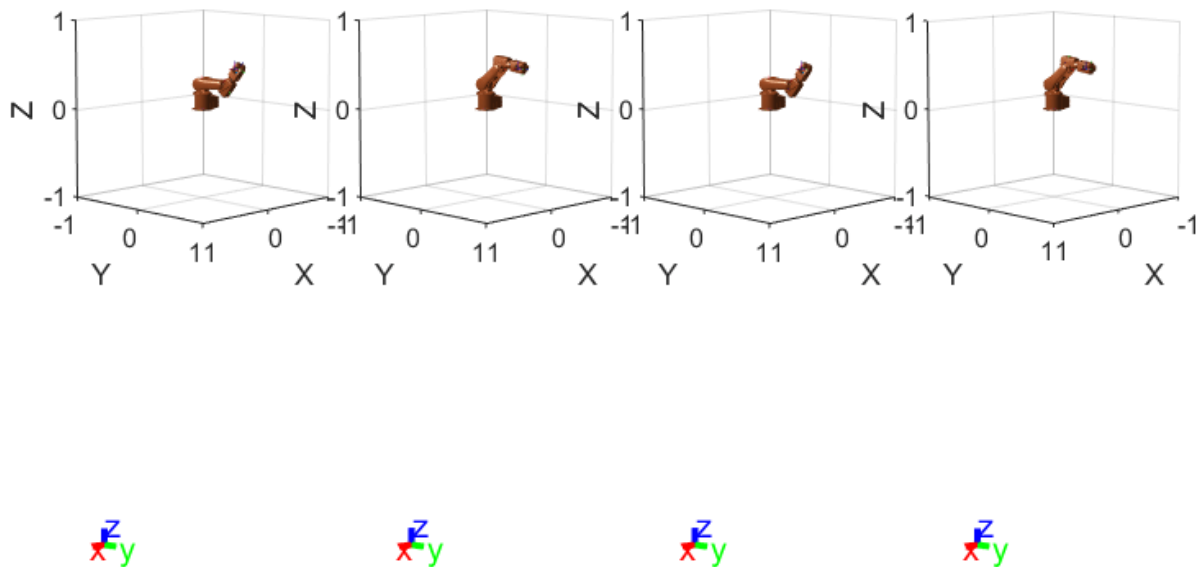 1 1 1 1
Z 0 Z 0 Z 0 Z 0
-1 -1 -1 -1
-1 0 11 0 -11 0 11 0 -11 0 11 0 -11 0 11 0 -1
Y X Y X Y X Y X
z z z z
x y x y x y x y